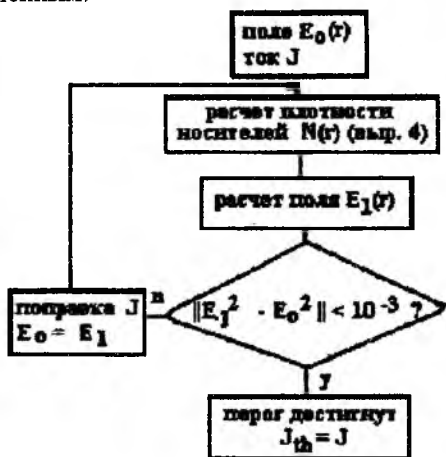 поле E₀(r)
ток J
расчет плотности
носителей N(r) (выр. 4)
расчет поля E₁(r)
||E₁² - E₀²|| < 10⁻³ ?
n
поправка J
E₀ = E₁
y
порог достигнут
Jth = J